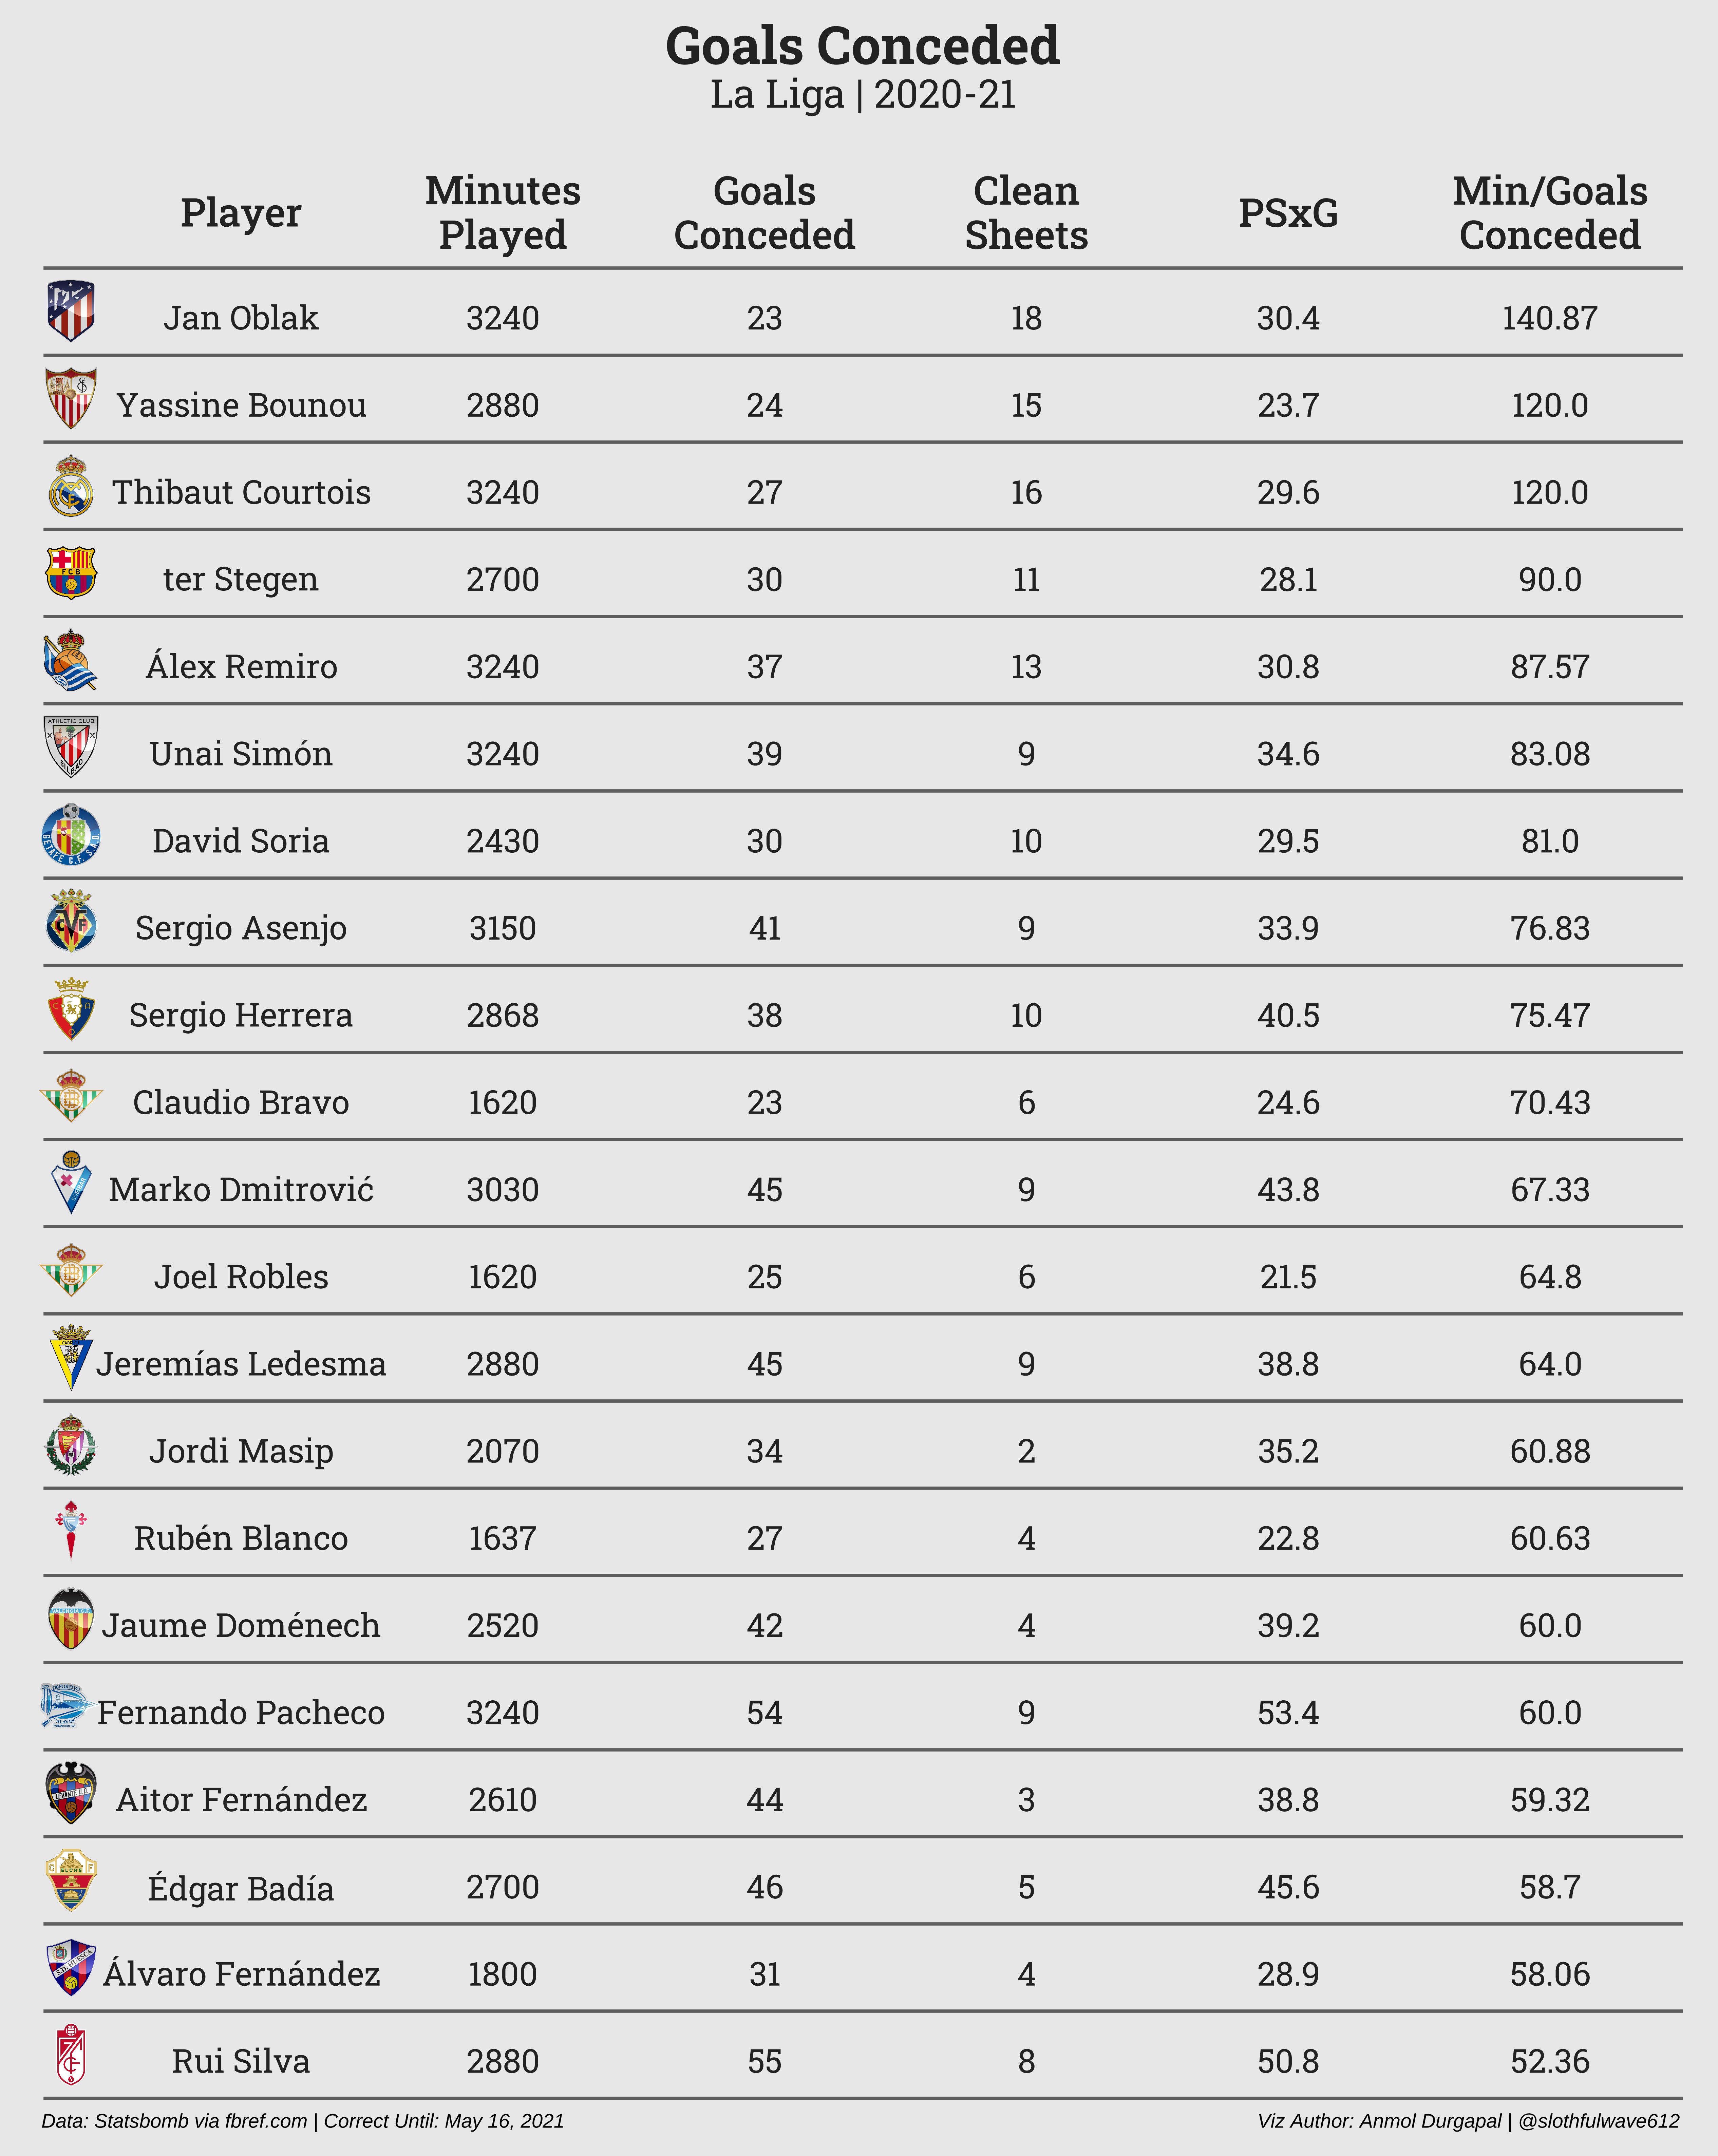 Goals Conceded
La Liga | 2020-21
Player Minutes Played Goals Conceded Clean Sheets PSxG Min/Goals Conceded
Jan Oblak 3240 23 18 30.4 140.87
Yassine Bounou 2880 24 15 23.7 120.0
Thibaut Courtois 3240 27 16 29.6 120.0
FCB
ter Stegen 2700 30 11 28.1 90.0
Álex Remiro 3240 37 13 30.8 87.57
ATHLETIC CLUB
BILBAO
Unai Simón 3240 39 9 34.6 83.08
GETAFE C.F. S.A.D.
David Soria 2430 30 10 29.5 81.0
CVF
Sergio Asenjo 3150 41 9 33.9 76.83
Sergio Herrera 2868 38 10 40.5 75.47
Claudio Bravo 1620 23 6 24.6 70.43
Marko Dmitrović 3030 45 9 43.8 67.33
Joel Robles 1620 25 6 21.5 64.8
Jeremías Ledesma 2880 45 9 38.8 64.0
Jordi Masip 2070 34 2 35.2 60.88
Rubén Blanco 1637 27 4 22.8 60.63
Jaume Doménech 2520 42 4 39.2 60.0
DEPORTIVO
ALAVÉS
Fernando Pacheco 3240 54 9 53.4 60.0
LEVANTE U.D.
Aitor Fernández 2610 44 3 38.8 59.32
C F
ELCHE
Édgar Badía 2700 46 5 45.6 58.7
S.D. HUESCA
Álvaro Fernández 1800 31 4 28.9 58.06
Rui Silva 2880 55 8 50.8 52.36
Data: Statsbomb via fbref.com | Correct Until: May 16, 2021
Viz Author: Anmol Durgapal | @slothfulwave612